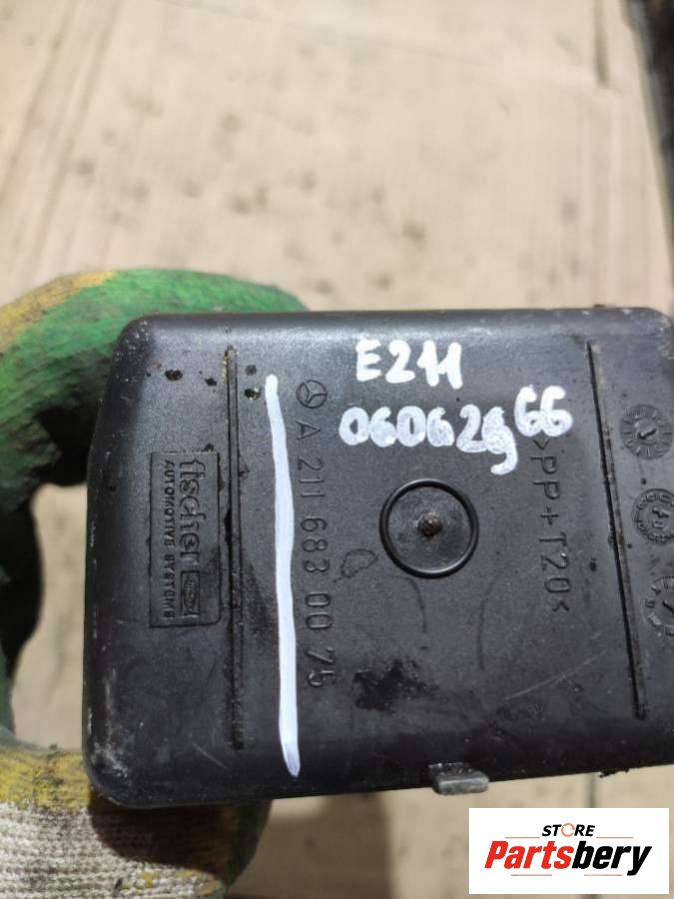 E211
06062966
A 211 683 00 75
>PP+T20<
fischer
AUTOMOTIVE SYSTEMS
STORE
Partsbery